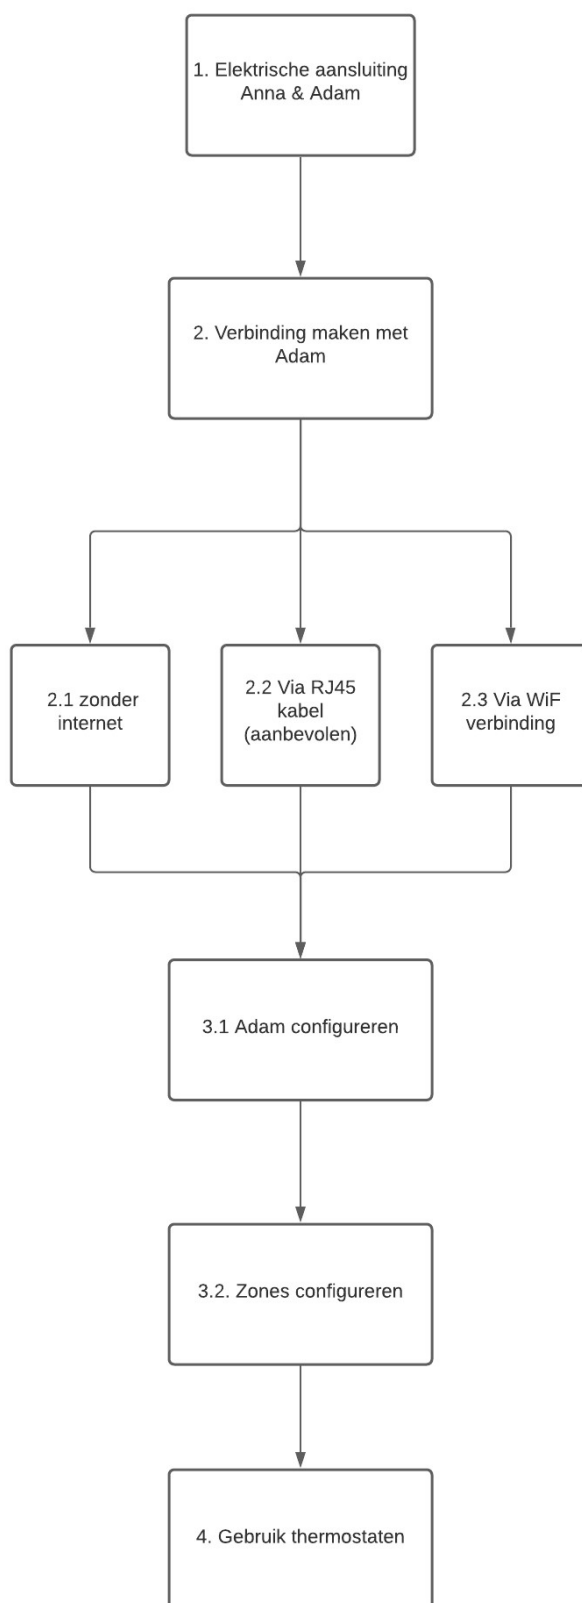 1. Elektrische aansluiting
Anna & Adam
2. Verbinding maken met
Adam
2.1 zonder
internet
2.2 Via RJ45
kabel
(aanbevolen)
2.3 Via WiF
verbinding
3.1 Adam configureren
3.2. Zones configureren
4. Gebruik thermostaten